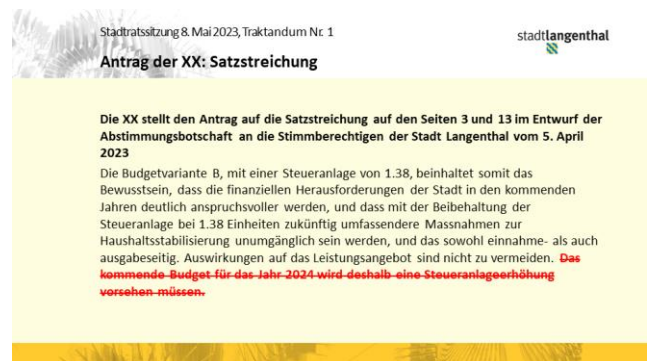 Stadtratssitzung 8. Mai 2023, Traktandum Nr. 1
stadtlangenthal
Antrag der XX: Satzstreichung
Die XX stellt den Antrag auf die Satzstreichung auf den Seiten 3 und 13 im Entwurf der
Abstimmungsbotschaft an die Stimmberechtigen der Stadt Langenthal vom 5. April
2023
Die Budgetvariante B, mit einer Steueranlage von 1.38, beinhaltet somit das
Bewusstsein, dass die finanziellen Herausforderungen der Stadt in den kommenden
Jahren deutlich anspruchsvoller werden, und dass mit der Beibehaltung der
Steueranlage bei 1.38 Einheiten zukünftig umfassendere Massnahmen zur
Haushaltsstabilisierung unumgänglich sein werden, und das sowohl einnahme- als auch
ausgabeseitig. Auswirkungen auf das Leistungsangebot sind nicht zu vermeiden. Das
kommende Budget für das Jahr 2024 wird deshalb eine Steueranlageerhöhung
vorsehen müssen.